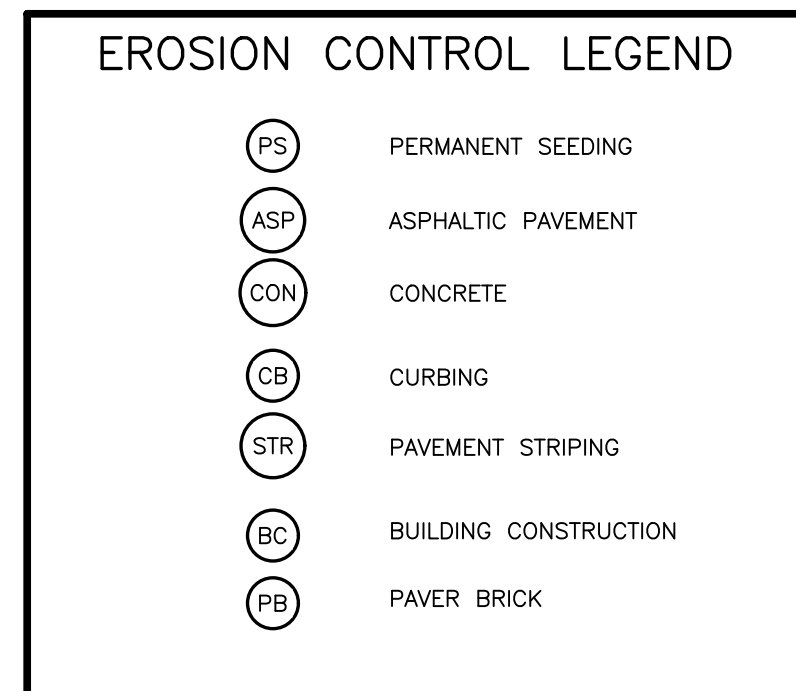 EROSION CONTROL LEGEND
PS PERMANENT SEEDING
ASP ASPHALTIC PAVEMENT
CON CONCRETE
CB CURBING
STR PAVEMENT STRIPING
BC BUILDING CONSTRUCTION
PB PAVER BRICK